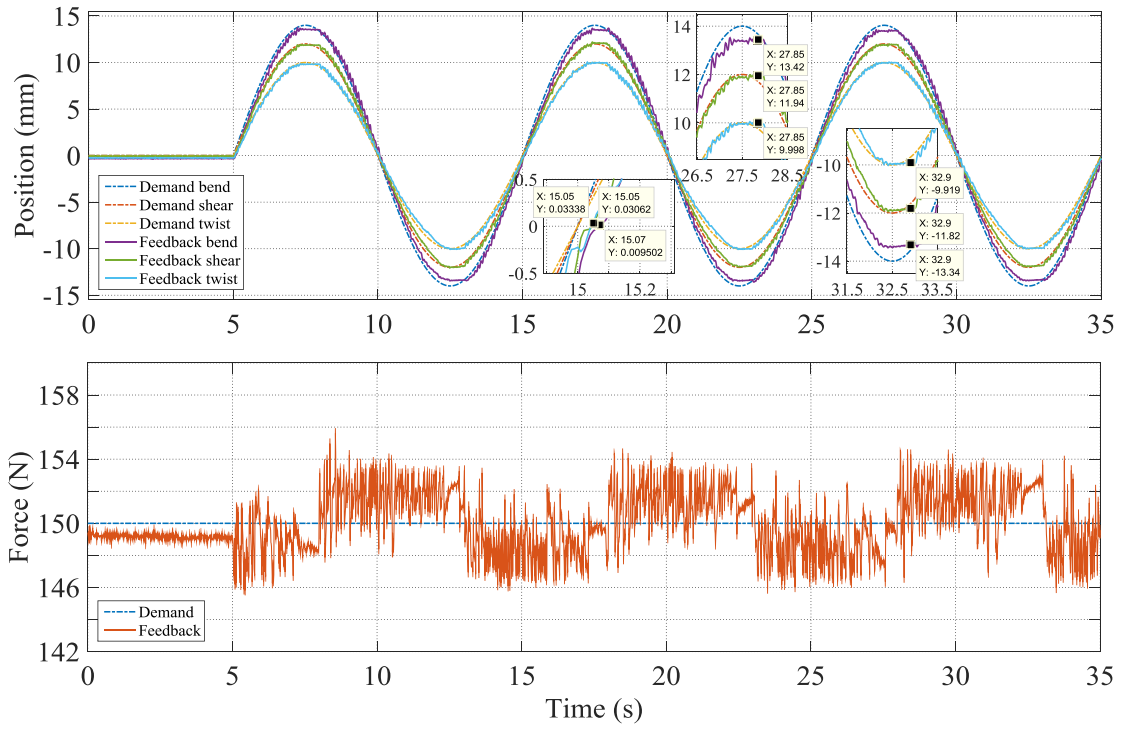 15
10
5
0
-5
-10
-15
Position (mm)
Demand bend
Demand shear
Demand twist
Feedback bend
Feedback shear
Feedback twist
0.5
0
-0.5
15
15.2
X: 15.05
Y: 0.03338
X: 15.05
Y: 0.03062
X: 15.07
Y: 0.009502
14
12
10
26.5
27.5
28.5
X: 27.85
Y: 13.42
X: 27.85
Y: 11.94
X: 27.85
Y: 9.998
-10
-12
-14
31.5
32.5
33.5
X: 32.9
Y: -9.919
X: 32.9
Y: -11.82
X: 32.9
Y: -13.34
0
5
10
15
20
25
30
35
158
154
150
146
142
Force (N)
Demand
Feedback
0
5
10
15
20
25
30
35
Time (s)